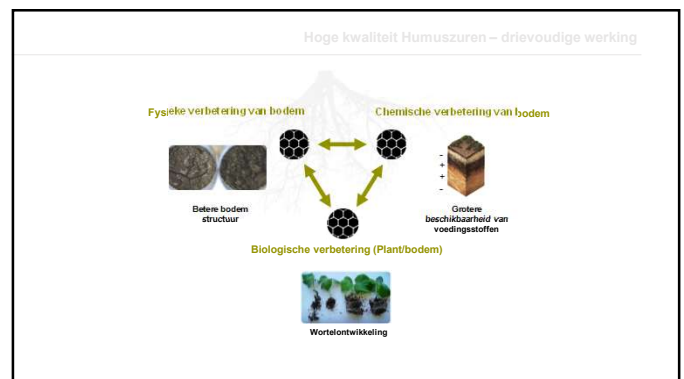 Hoge kwaliteit Humuszuren – drievoudige werking
Fysieke verbetering van bodem
Chemische verbetering van bodem
-
+
+
-
Betere bodem
structuur
Grotere
beschikbaarheid van
voedingsstoffen
Biologische verbetering (Plant/bodem)
Wortelontwikkeling